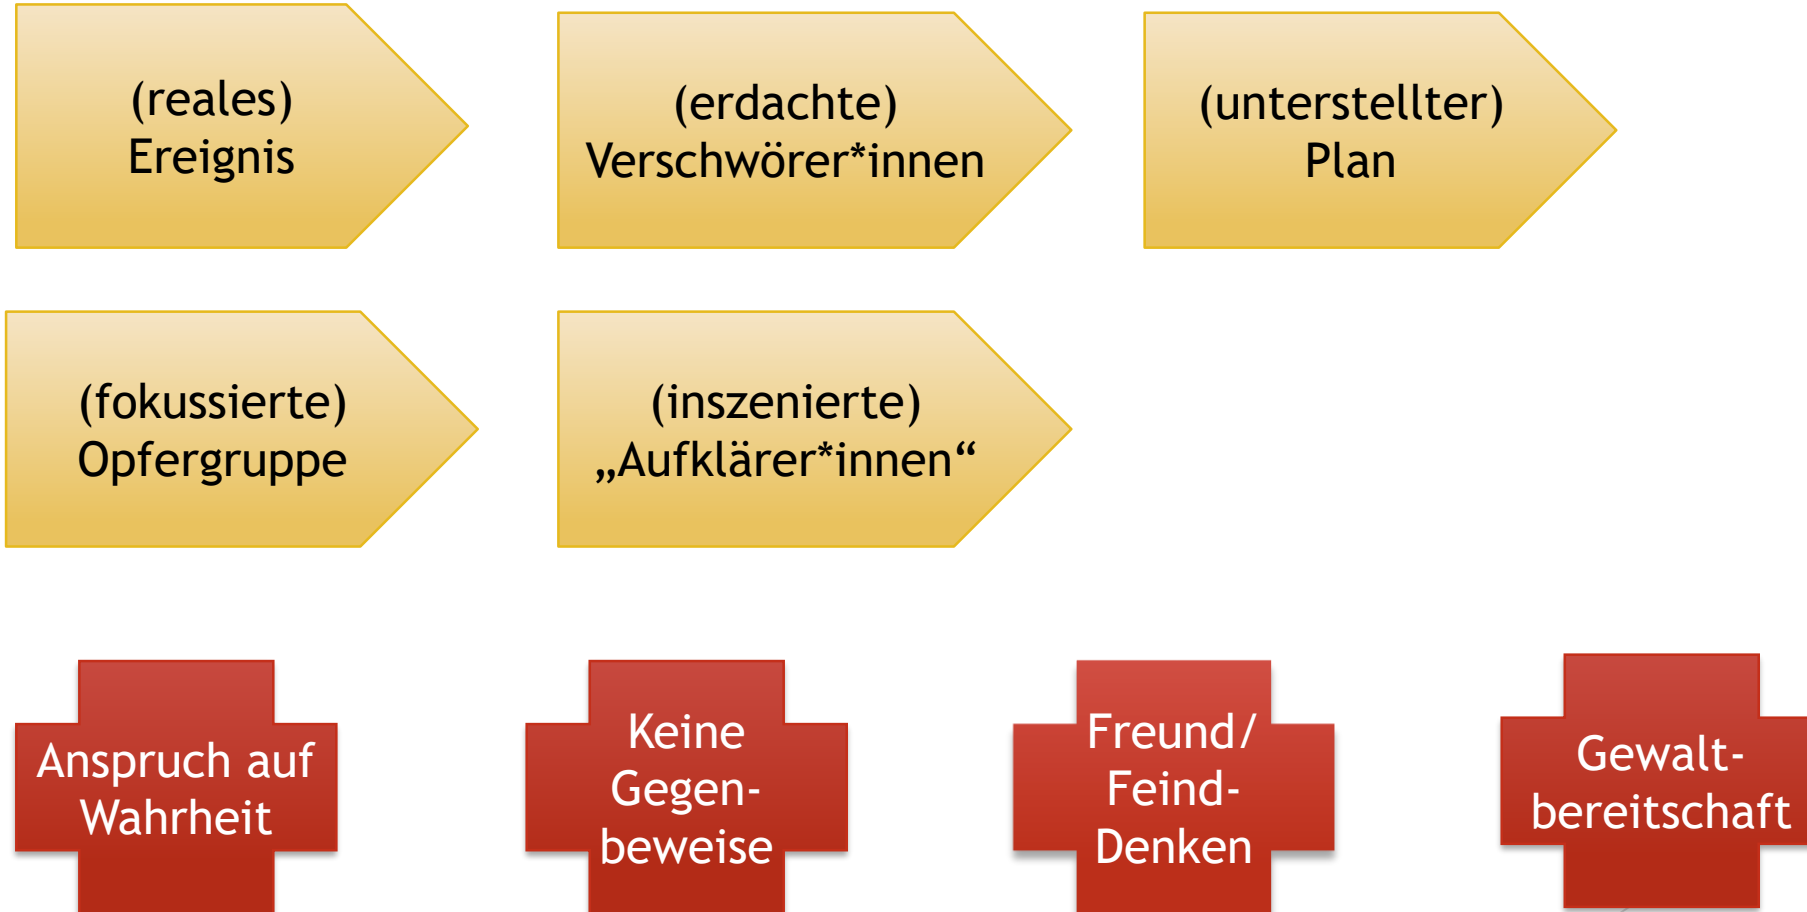 (reales)
Ereignis
(erdachte)
Verschwörer*innen
(unterstellter)
Plan
(fokussierte)
Opfergruppe
(inszenierte)
„Aufklärer*innen“
Anspruch auf
Wahrheit
Keine
Gegen-
beweise
Freund/
Feind-
Denken
Gewalt-
bereitschaft